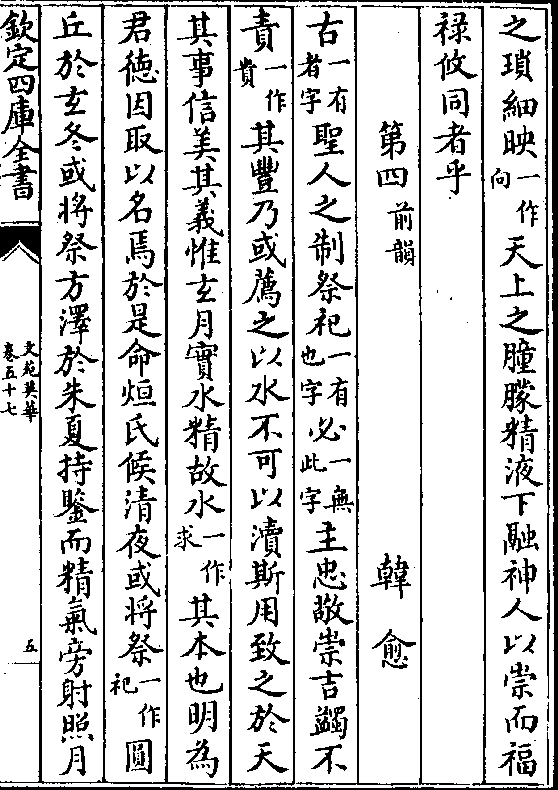 之瑣細映一作向天上之朣朦精液下融神人以崇而福
禄攸同者乎
第四前韻 韓愈
古一有者字聖人之制祭祀一有也字必一無此字主忠敬崇吉蠲不
責一作貴其豐乃或薦之以水不可以瀆斯用致之於天
其事信美其義惟玄月實水精故水一作求其本也明為
君徳因取以名焉於是命烜氏候清夜或将祭一作祀圓
丘於玄冬或将祭方澤於朱夏持鑒而精氣旁射照月
欽定四庫全書
文苑英華
卷五十七
五